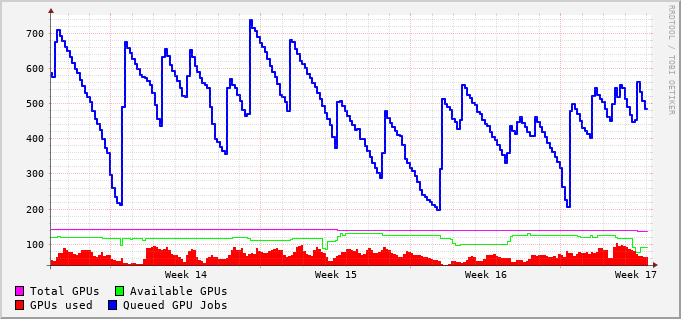 700
600
500
400
300
200
100
Week 14 Week 15 Week 16 Week 17
Total GPUs Available GPUs
GPUs used Queued GPU Jobs
RRDTOOL / TOBI OETIKER